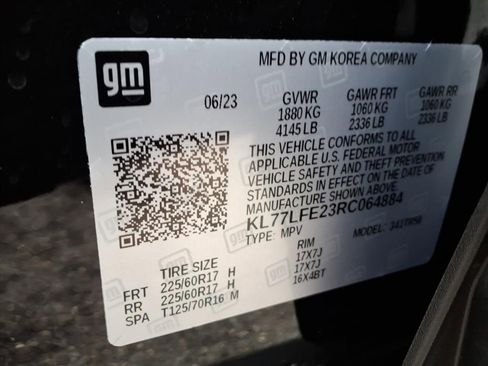 gm
MFD BY GM KOREA COMPANY
06/23 GVWR GAWR FRT GAWR RR
1880 KG 1060 KG 1060 KG
4145 LB 2336 LB 2336 LB
THIS VEHICLE CONFORMS TO ALL
APPLICABLE U.S. FEDERAL MOTOR
VEHICLE SAFETY AND THEFT PREVENTION
STANDARDS IN EFFECT ON THE DATE OF
MANUFACTURE SHOWN ABOVE.
KL77LFE23RC064884
TYPE: MPV MODEL:
TIRE SIZE RIM
FRT 225/60R17 H 17X7J
RR 225/60R17 H 17X7J
SPA T125/70R16 M 16X4BT